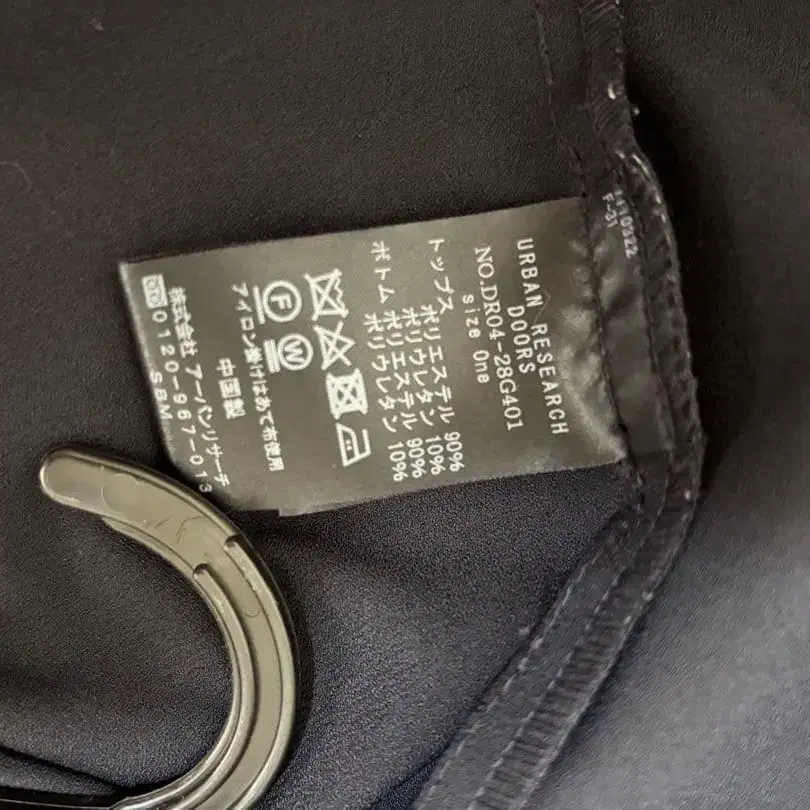 URBAN RESEARCH
DOORS
NO.DR04-28G401
size One
トップス ポリエステル 90%
ポリウレタン 10%
ボトム ポリエステル 90%
ポリウレタン 10%
F W
アイロン掛けはあて布使用
中国製
株式会社 アーバンリサーチ
0120-967-013
SBM
F-31